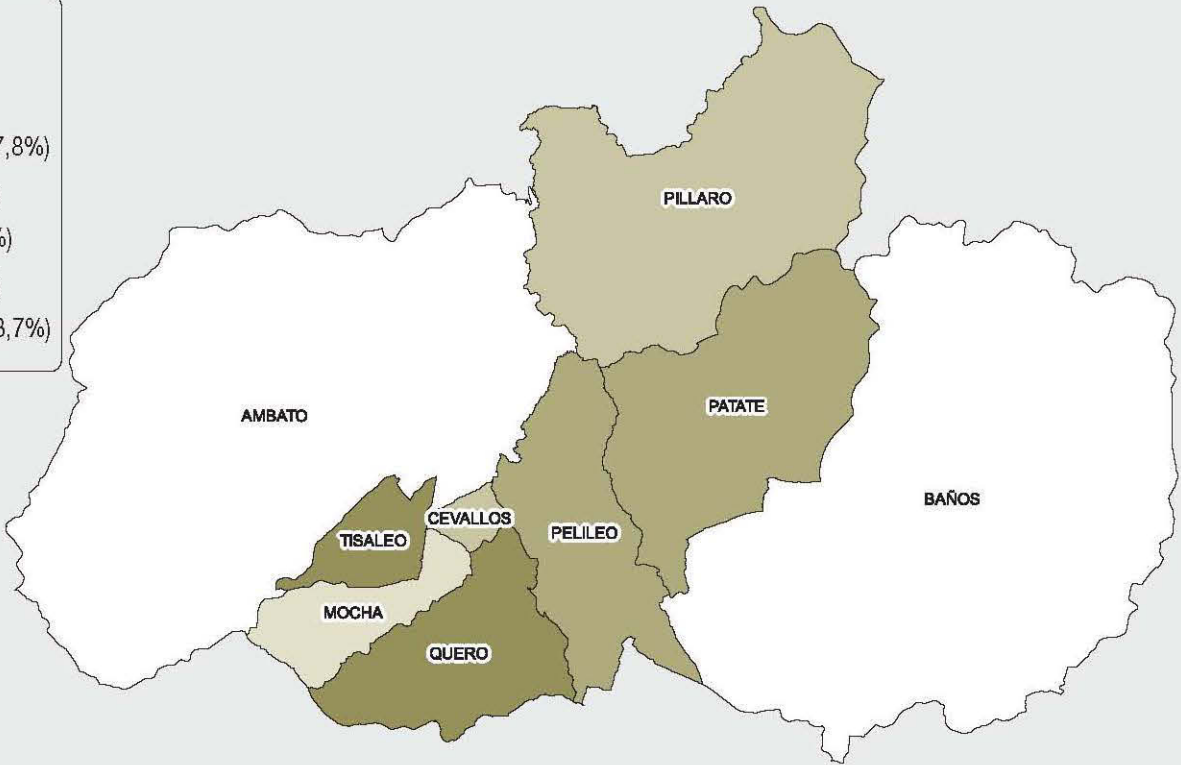 7,8%)
%)
3,7%)
PILLARO
PATATE
AMBATO
BAÑOS
CEVALLOS
PELILEO
TISALEO
MOCHA
QUERO